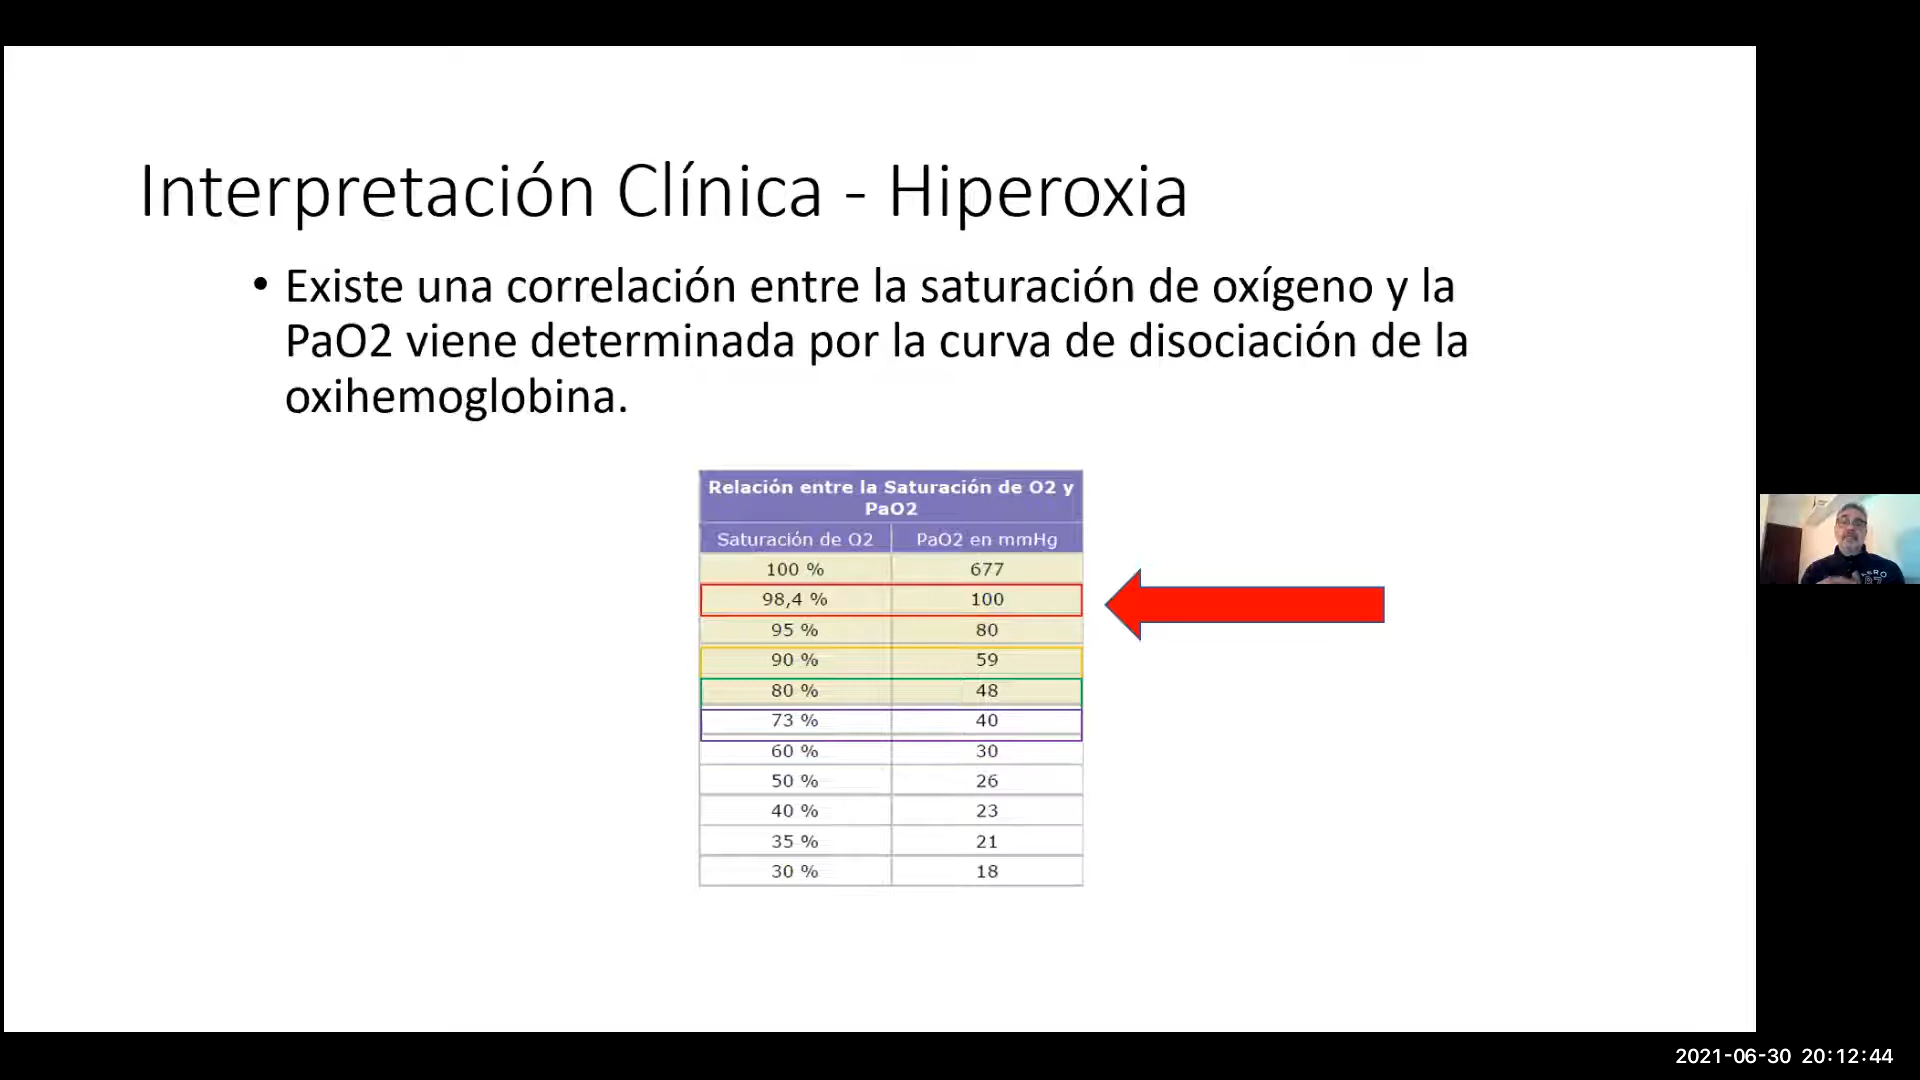 Interpretación Clínica - Hiperoxia
• Existe una correlación entre la saturación de oxígeno y la
PaO2 viene determinada por la curva de disociación de la
oxihemoglobina.
Relación entre la Saturación de O2 y
PaO2
Saturación de O2 PaO2 en mmHg
100 % 677
98,4 % 100
95 % 80
90 % 59
80 % 48
73 % 40
60 % 30
50 % 26
40 % 23
35 % 21
30 % 18
2021-06-30 20:12:44